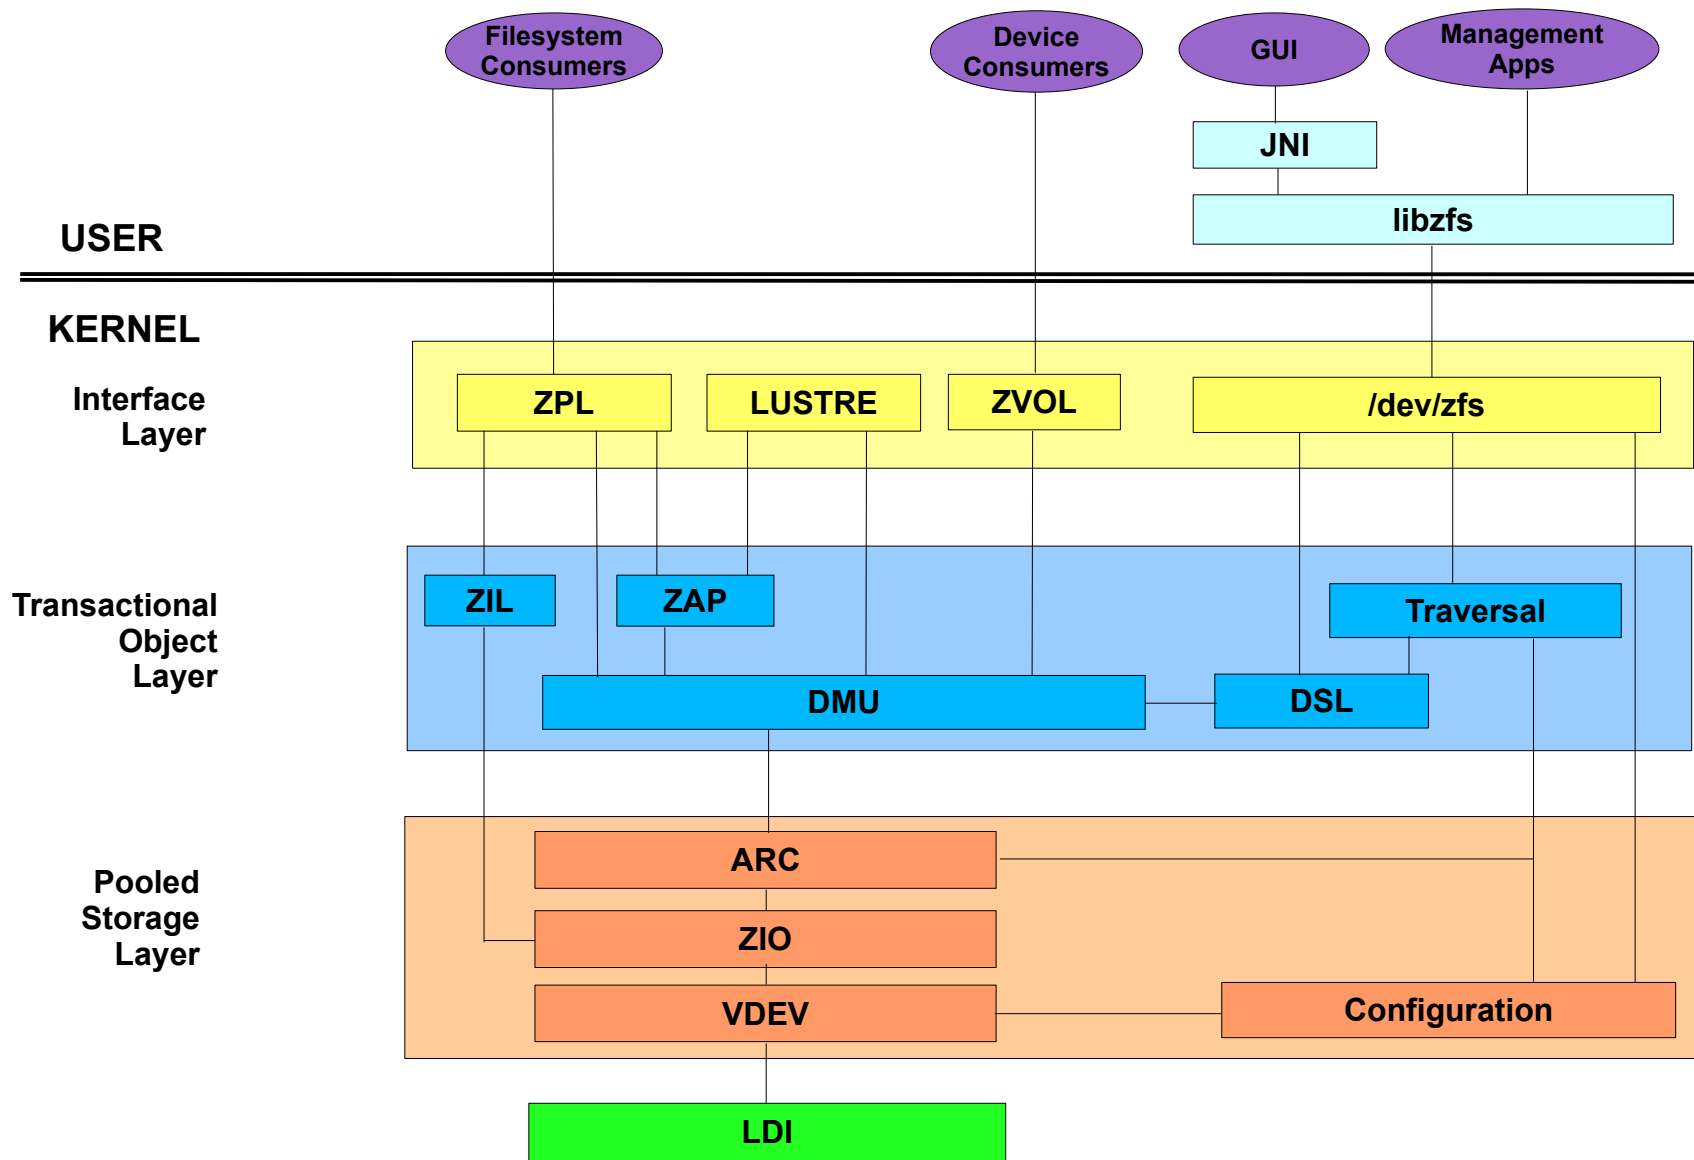 Filesystem
Consumers
Device
Consumers
GUI
Management
Apps
JNI
libzfs
USER
KERNEL
Interface
Layer
ZPL
LUSTRE
ZVOL
/dev/zfs
Transactional
Object
Layer
ZIL
ZAP
Traversal
DMU
DSL
Pooled
Storage
Layer
ARC
ZIO
VDEV
Configuration
LDI